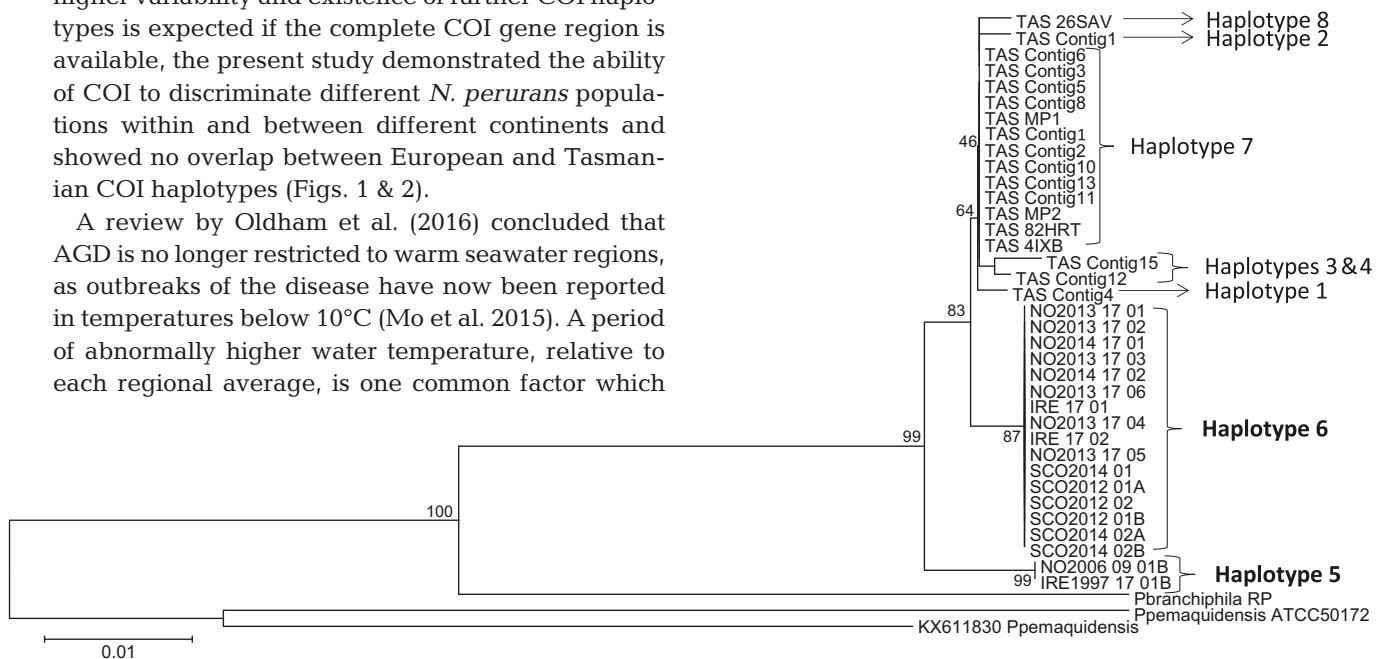 higher variability and existence of further COI haplo-
types is expected if the complete COI gene region is
available, the present study demonstrated the ability
of COI to discriminate different N. perurans popula-
tions within and between different continents and
showed no overlap between European and Tasman-
ian COI haplotypes (Figs. 1 & 2).
A review by Oldham et al. (2016) concluded that
AGD is no longer restricted to warm seawater regions,
as outbreaks of the disease have now been reported
in temperatures below 10°C (Mo et al. 2015). A period
of abnormally higher water temperature, relative to
each regional average, is one common factor which
TAS 26SAV Haplotype 8
TAS Contig1 Haplotype 2
TAS Contig6
TAS Contig3
TAS Contig5
TAS Contig8
TAS MP1
TAS Contig1
46
TAS Contig2 Haplotype 7
TAS Contig10
TAS Contig13
TAS Contig11
64
TAS MP2
TAS 82HRT
TAS 4IXB
TAS Contig15
Haplotypes 3 & 4
TAS Contig12
TAS Contig4 Haplotype 1
83
NO2013 17 01
NO2013 17 02
NO2014 17 01
NO2013 17 03
NO2014 17 02
NO2013 17 06
IRE 17 01
NO2013 17 04
Haplotype 6
99
87
IRE 17 02
NO2013 17 05
SCO2014 01
SCO2012 01A
SCO2012 02
100
SCO2012 01B
SCO2014 02A
SCO2014 02B
NO2006 09 01B
Haplotype 5
99
IRE1997 17 01B
Pbranchiphila RP
Ppemaquidensis ATCC50172
KX611830 Ppemaquidensis
0.01